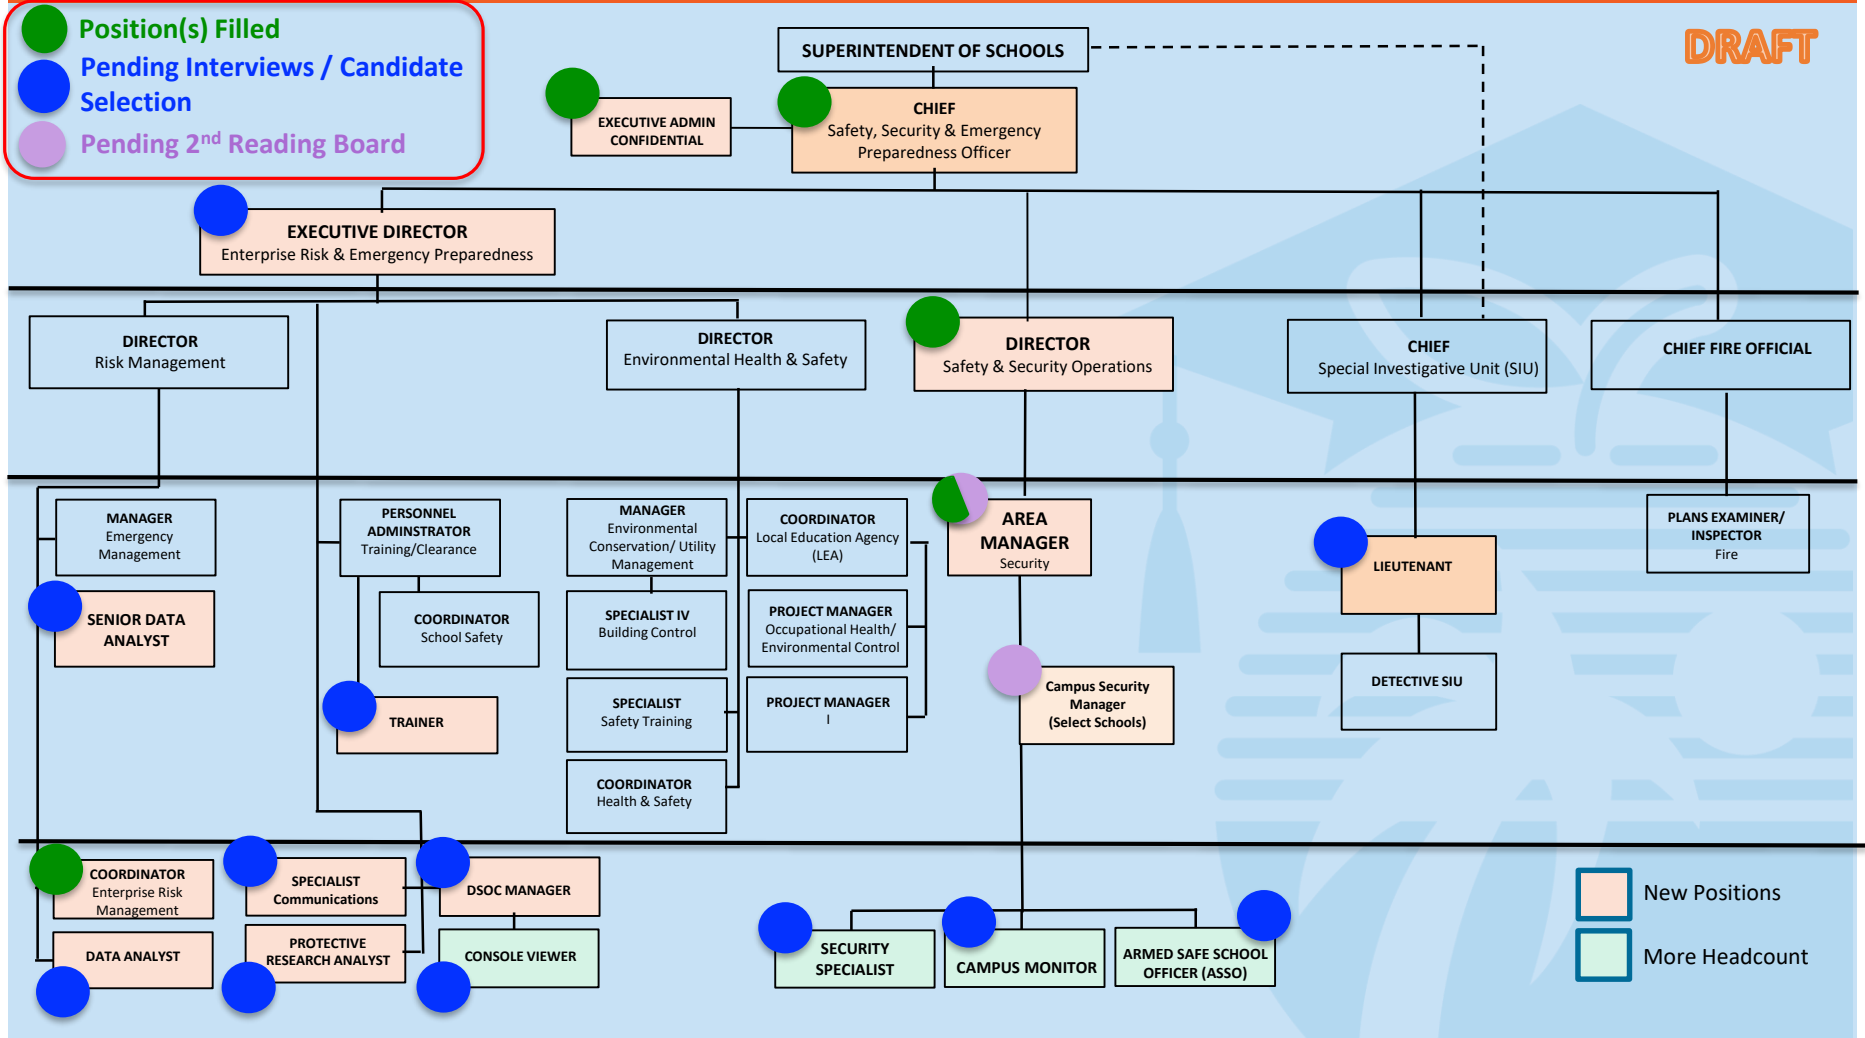 Position(s) Filled
Pending Interviews / Candidate
Selection
Pending 2nd Reading Board
DRAFT
SUPERINTENDENT OF SCHOOLS
EXECUTIVE ADMIN
CONFIDENTIAL
CHIEF
Safety, Security & Emergency
Preparedness Officer
EXECUTIVE DIRECTOR
Enterprise Risk & Emergency Preparedness
DIRECTOR
Risk Management
DIRECTOR
Environmental Health & Safety
DIRECTOR
Safety & Security Operations
CHIEF
Special Investigative Unit (SIU)
CHIEF FIRE OFFICIAL
MANAGER
Emergency
Management
PERSONNEL
ADMINSTRATOR
Training/Clearance
MANAGER
Environmental
Conservation/ Utility
Management
COORDINATOR
Local Education Agency
(LEA)
AREA
MANAGER
Security
LIEUTENANT
PLANS EXAMINER/
INSPECTOR
Fire
SENIOR DATA
ANALYST
COORDINATOR
School Safety
SPECIALIST IV
Building Control
PROJECT MANAGER
Occupational Health/
Environmental Control
TRAINER
SPECIALIST
Safety Training
PROJECT MANAGER
I
Campus Security
Manager
(Select Schools)
DETECTIVE SIU
COORDINATOR
Health & Safety
COORDINATOR
Enterprise Risk
Management
SPECIALIST
Communications
DSOC MANAGER
DATA ANALYST
PROTECTIVE
RESEARCH ANALYST
CONSOLE VIEWER
SECURITY
SPECIALIST
CAMPUS MONITOR
ARMED SAFE SCHOOL
OFFICER (ASSO)
New Positions
More Headcount